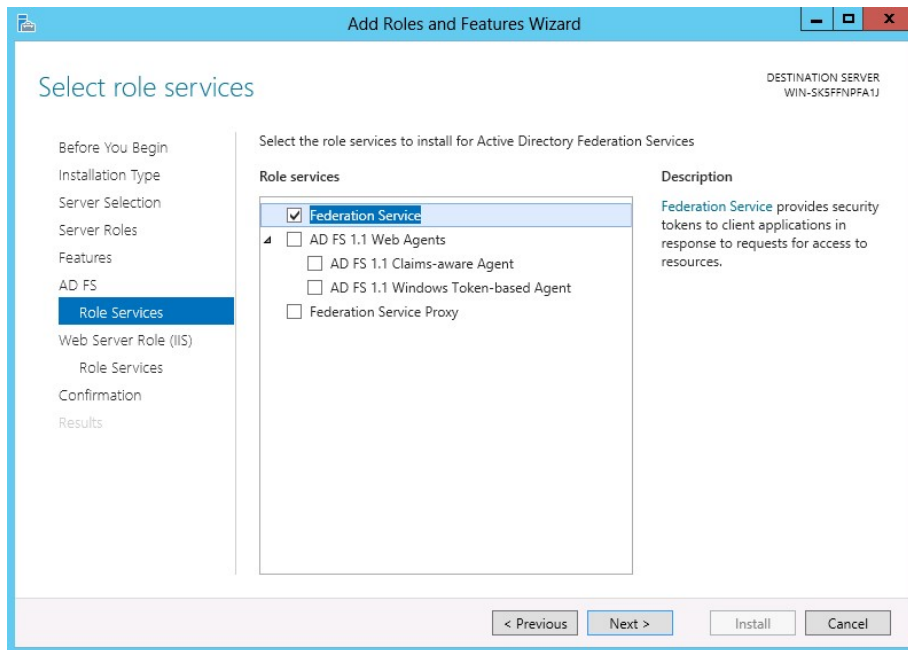 Add Roles and Features Wizard
Select role services
DESTINATION SERVER
WIN-SK5FFNPFA1J
Before You Begin
Installation Type
Server Selection
Server Roles
Features
AD FS
Role Services
Web Server Role (IIS)
Role Services
Confirmation
Results
Select the role services to install for Active Directory Federation Services
Role services
Federation Service
AD FS 1.1 Web Agents
AD FS 1.1 Claims-aware Agent
AD FS 1.1 Windows Token-based Agent
Federation Service Proxy
Description
Federation Service provides security
tokens to client applications in
response to requests for access to
resources.
< Previous
Next >
Install
Cancel